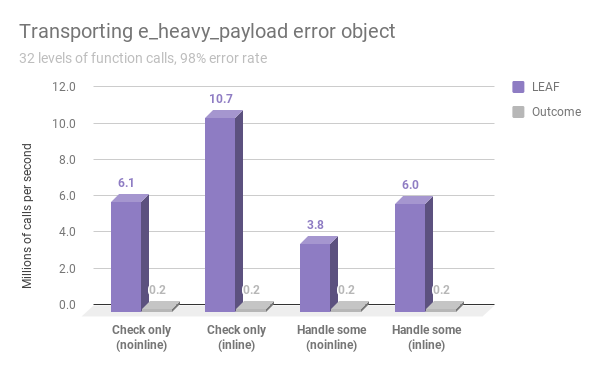 Transporting e_heavy_payload error object
32 levels of function calls, 98% error rate
LEAF
Outcome
Millions of calls per second
12.0
10.0
8.0
6.0
4.0
2.0
0.0
6.1
0.2
10.7
0.2
3.8
0.2
6.0
0.2
Check only
(noinline)
Check only
(inline)
Handle some
(noinline)
Handle some
(inline)